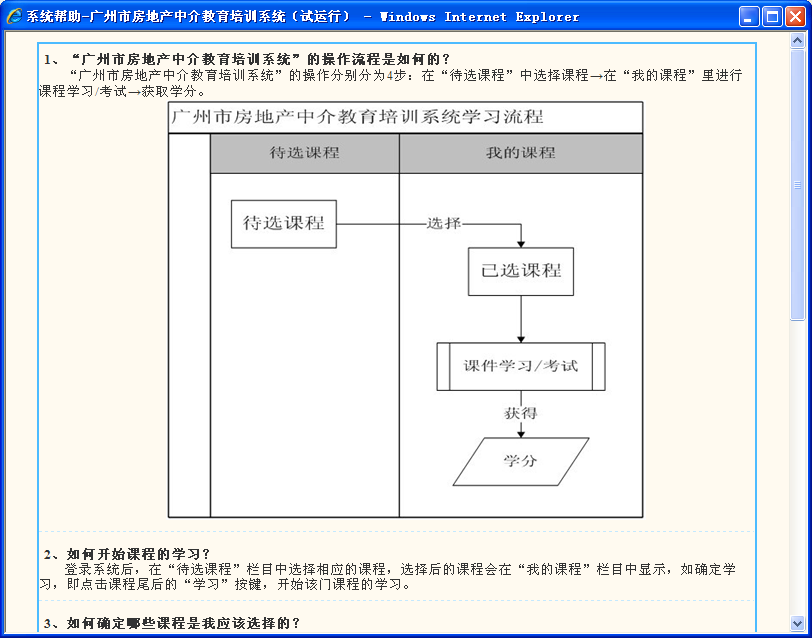 系统帮助-广州市房地产中介教育培训系统（试运行） - Windows Internet Explorer
1、“广州市房地产中介教育培训系统”的操作流程是如何的？
“广州市房地产中介教育培训系统”的操作分别分为4步：在“待选课程”中选择课程→在“我的课程”里进行
课程学习/考试→获取学分。
广州市房地产中介教育培训系统学习流程
待选课程
我的课程
待选课程
选择
已选课程
课件学习/考试
获得
学分
2、如何开始课程的学习？
登录系统后，在“待选课程”栏目中选择相应的课程，选择后的课程会在“我的课程”栏目中显示，如确定学
习，即点击课程尾后的“学习”按键，开始该门课程的学习。
3、如何确定哪些课程是我应该选择的？